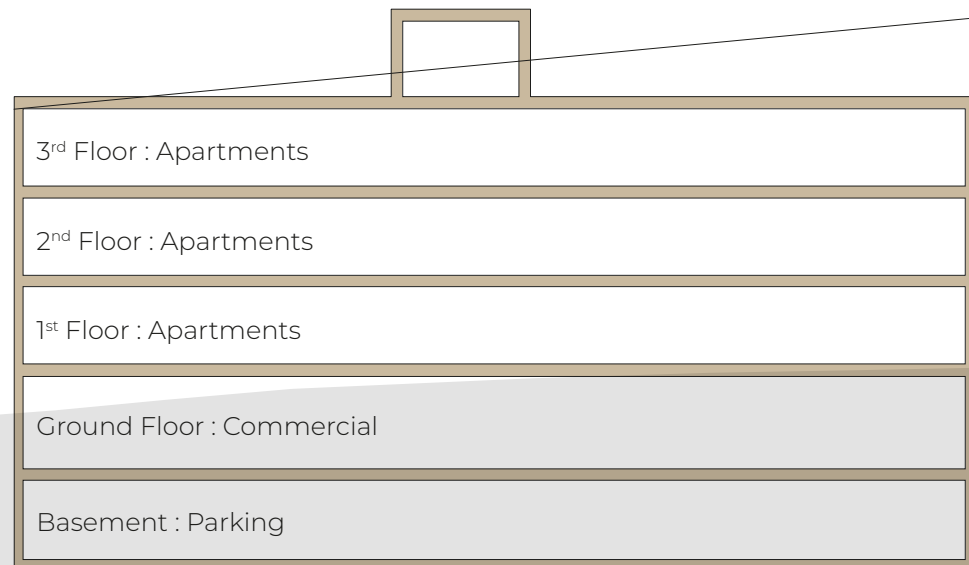 3rd Floor : Apartments
2nd Floor : Apartments
1st Floor : Apartments
Ground Floor : Commercial
Basement : Parking